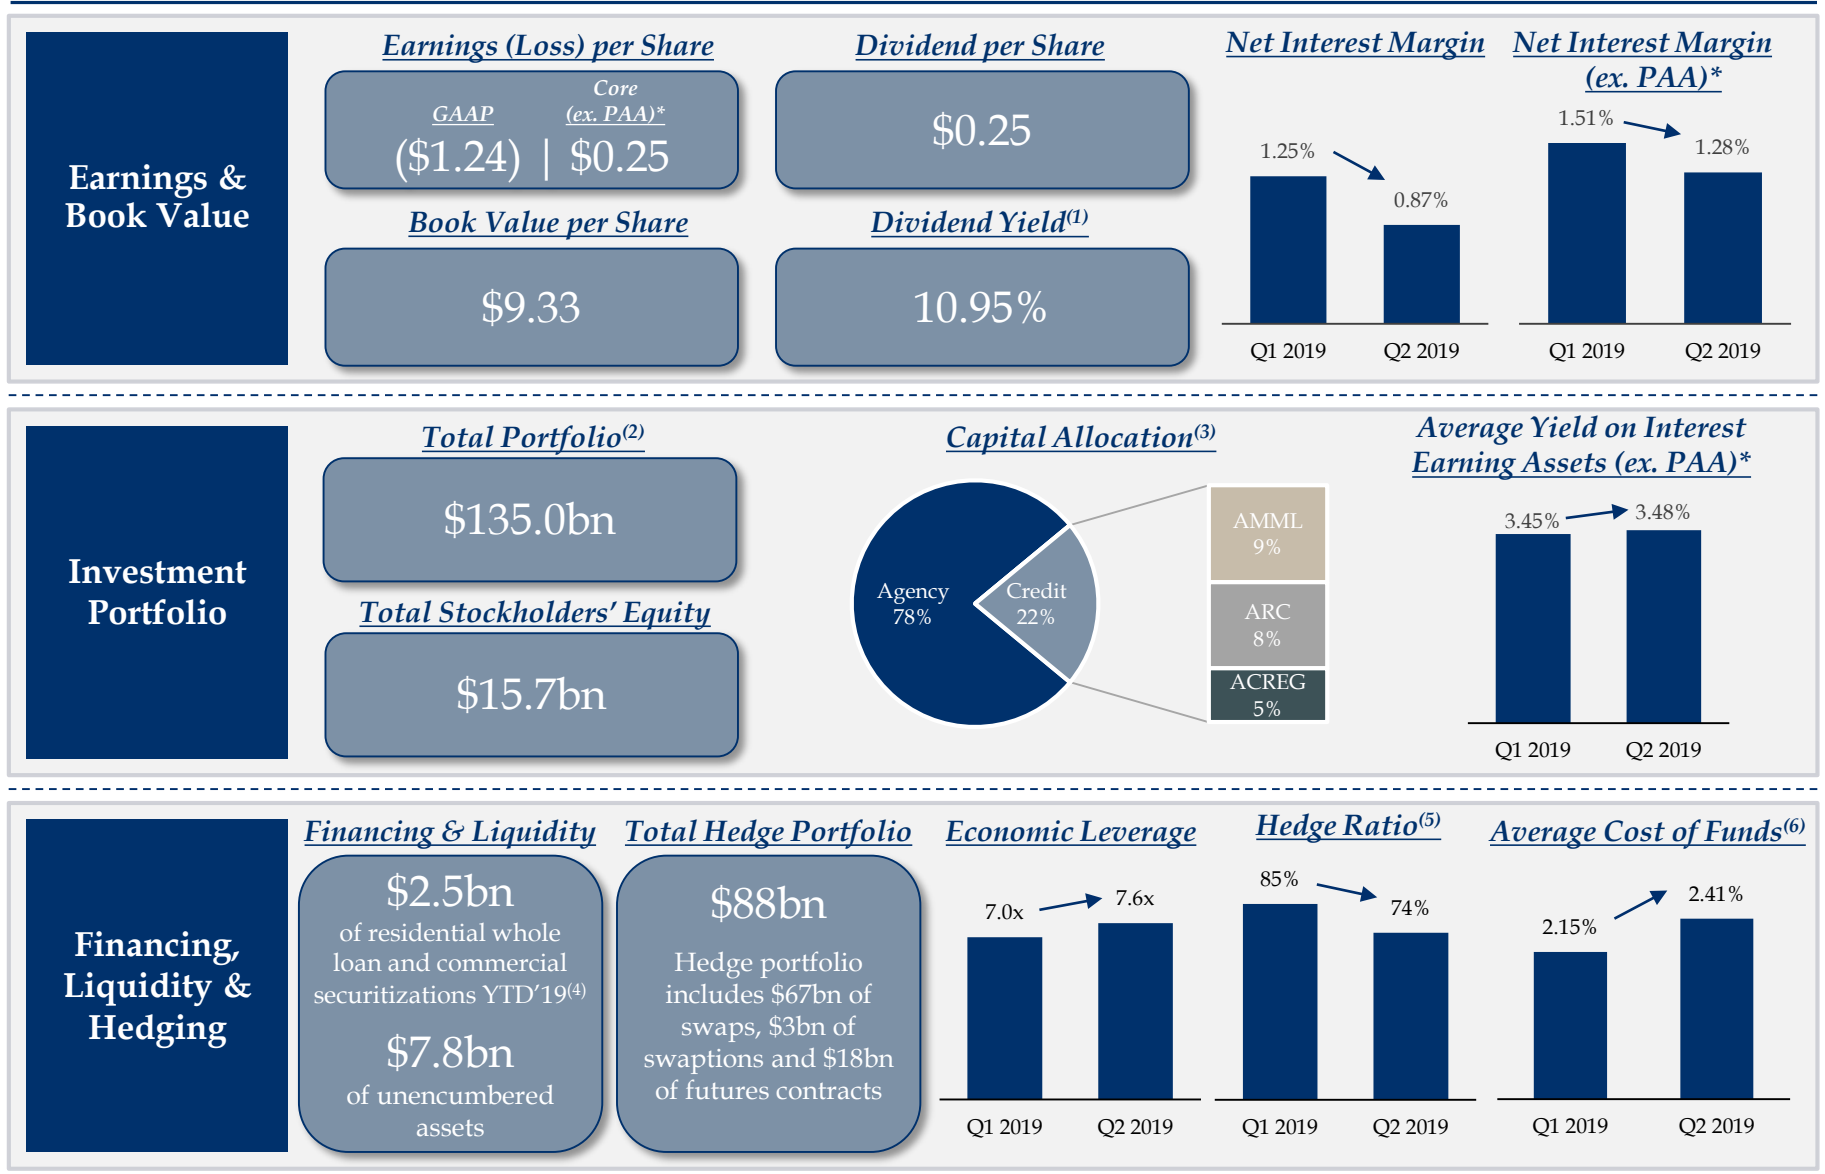 Earnings &
Book Value
Earnings (Loss) per Share
GAAP
Core
(ex. PAA)*
($1.24) | $0.25
Dividend per Share
$0.25
Book Value per Share
$9.33
Dividend Yield(1)
10.95%
Net Interest Margin
1.25%
0.87%
Q1 2019
Q2 2019
Net Interest Margin
(ex. PAA)*
1.51%
1.28%
Q1 2019
Q2 2019
Investment
Portfolio
Total Portfolio(2)
$135.0bn
Total Stockholders’ Equity
$15.7bn
Capital Allocation(3)
Agency
78%
Credit
22%
AMML
9%
ARC
8%
ACREG
5%
Average Yield on Interest
Earning Assets (ex. PAA)*
3.45%
3.48%
Q1 2019
Q2 2019
Financing,
Liquidity &
Hedging
Financing & Liquidity
$2.5bn
of residential whole
loan and commercial
securitizations YTD’19(4)
$7.8bn
of unencumbered
assets
Total Hedge Portfolio
$88bn
Hedge portfolio
includes $67bn of
swaps, $3bn of
swaptions and $18bn
of futures contracts
Economic Leverage
7.0x
7.6x
Q1 2019
Q2 2019
Hedge Ratio(5)
85%
74%
Q1 2019
Q2 2019
Average Cost of Funds(6)
2.15%
2.41%
Q1 2019
Q2 2019